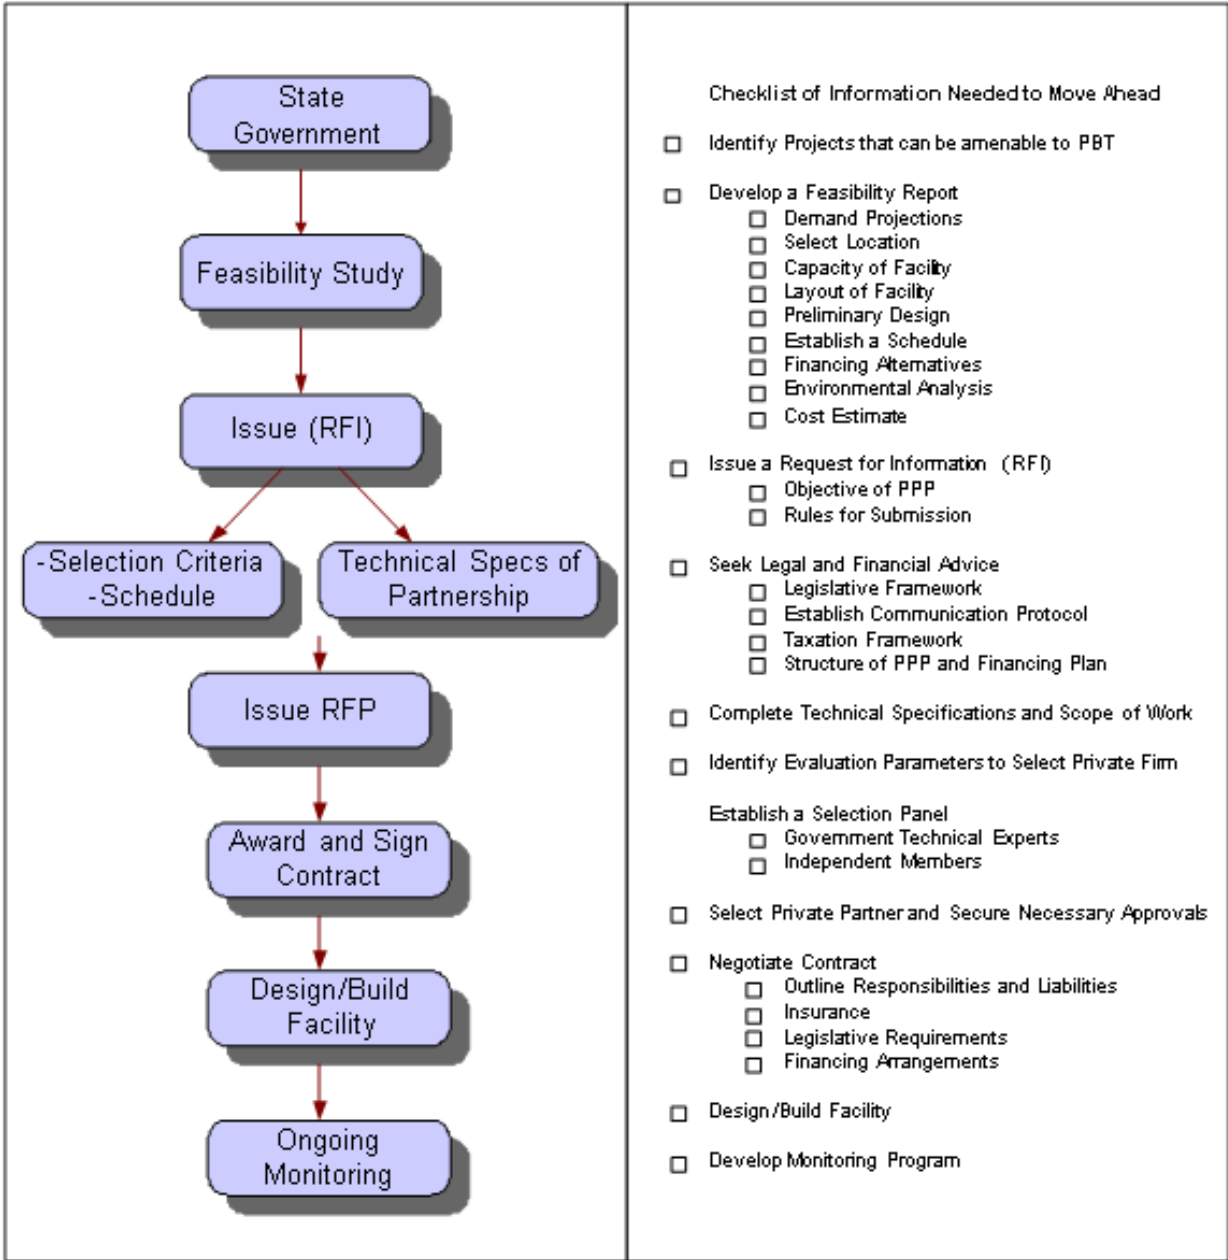 State
Government
Feasibility Study
Issue (RFI)
-Selection Criteria
-Schedule
Technical Specs of
Partnership
Issue RFP
Award and Sign
Contract
Design/Build
Facility
Ongoing
Monitoring
Checklist of Information Needed to Move Ahead
Identify Projects that can be amenable to PBT
Develop a Feasibility Report
Demand Projections
Select Location
Capacity of Facility
Layout of Facility
Preliminary Design
Establish a Schedule
Financing Alternatives
Environmental Analysis
Cost Estimate
Issue a Request for Information (RFI)
Objective of PPP
Rules for Submission
Seek Legal and Financial Advice
Legislative Framework
Establish Communication Protocol
Taxation Framework
Structure of PPP and Financing Plan
Complete Technical Specifications and Scope of Work
Identify Evaluation Parameters to Select Private Firm
Establish a Selection Panel
Government Technical Experts
Independent Members
Select Private Partner and Secure Necessary Approvals
Negotiate Contract
Outline Responsibilities and Liabilities
Insurance
Legislative Requirements
Financing Arrangements
Design/Build Facility
Develop Monitoring Program